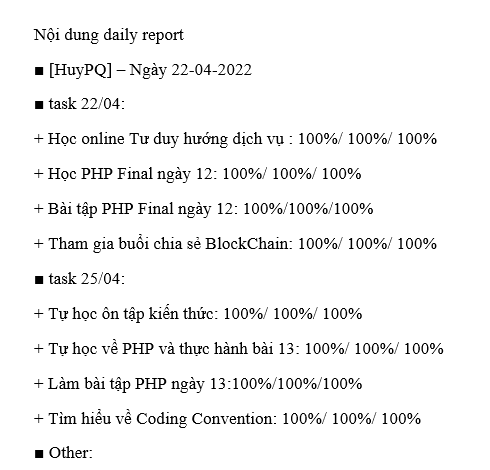 Nội dung daily report
■ [HuyPQ] – Ngày 22-04-2022
■ task 22/04:
+ Học online Tư duy hướng dịch vụ : 100%/ 100%/ 100%
+ Học PHP Final ngày 12: 100%/ 100%/ 100%
+ Bài tập PHP Final ngày 12: 100%/100%/100%
+ Tham gia buổi chia sẻ BlockChain: 100%/ 100%/ 100%
■ task 25/04:
+ Tự học ôn tập kiến thức: 100%/ 100%/ 100%
+ Tự học về PHP và thực hành bài 13: 100%/ 100%/ 100%
+ Làm bài tập PHP ngày 13:100%/100%/100%
+ Tìm hiểu về Coding Convention: 100%/ 100%/ 100%
■ Other: